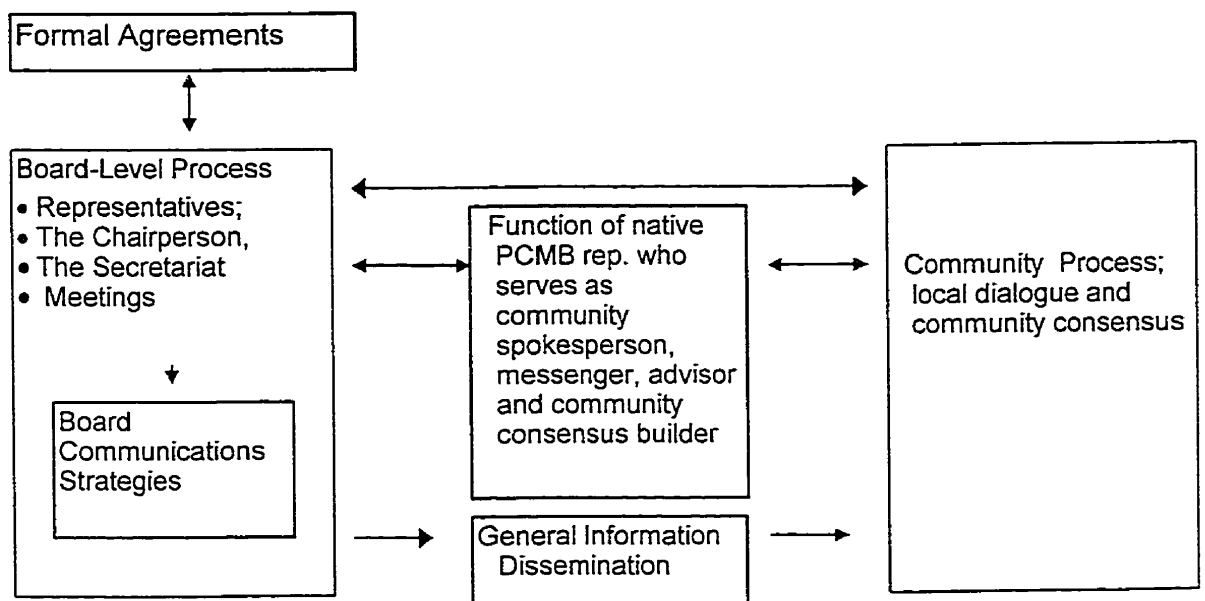 Formal Agreements
Board-Level Process
• Representatives;
• The Chairperson,
• The Secretariat
• Meetings
Board
Communications
Strategies
Function of native
PCMB rep. who
serves as
community
spokesperson,
messenger, advisor
and community
consensus builder
General Information
Dissemination
Community Process;
local dialogue and
community consensus